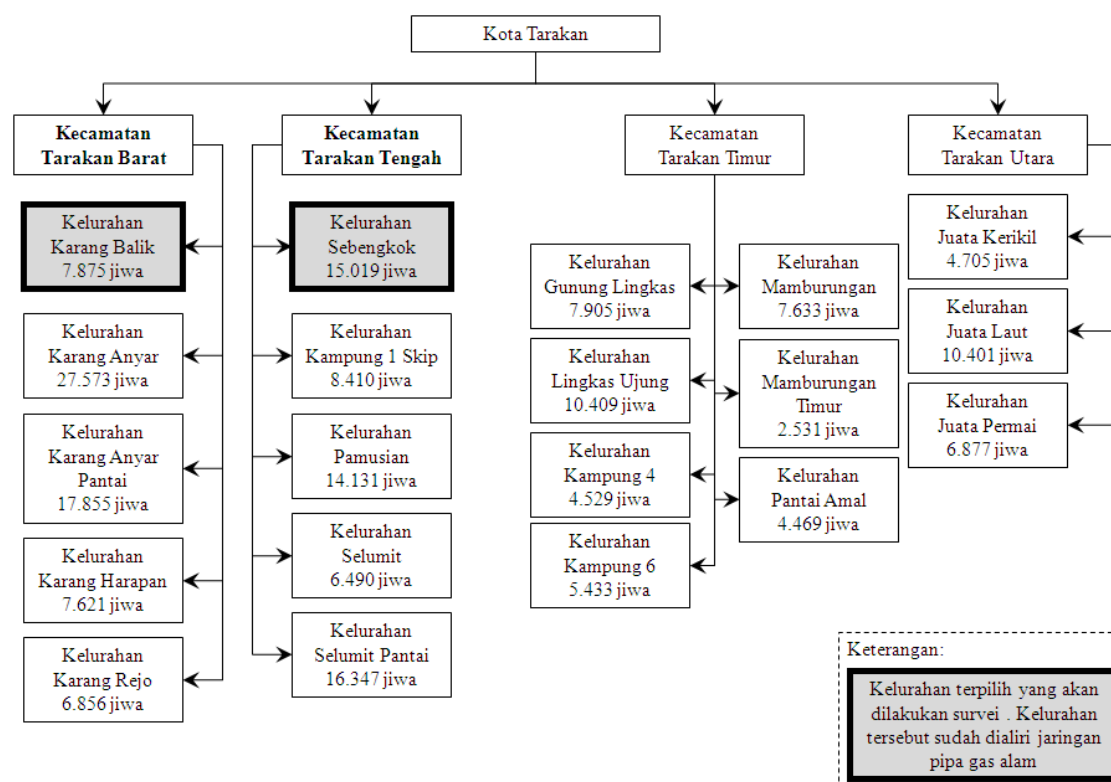 Kota Tarakan
Kecamatan
Tarakan Barat
Kecamatan
Tarakan Tengah
Kecamatan
Tarakan Timur
Kecamatan
Tarakan Utara
Kelurahan
Karang Balik
7.875 jiwa
Kelurahan
Karang Anyar
27.573 jiwa
Kelurahan
Karang Anyar
Pantai
17.855 jiwa
Kelurahan
Karang Harapan
7.621 jiwa
Kelurahan
Karang Rejo
6.856 jiwa
Kelurahan
Sebengkok
15.019 jiwa
Kelurahan
Kampung 1 Skip
8.410 jiwa
Kelurahan
Pamusian
14.131 jiwa
Kelurahan
Selumit
6.490 jiwa
Kelurahan
Selumit Pantai
16.347 jiwa
Kelurahan
Gunung Lingkas
7.905 jiwa
Kelurahan
Lingkas Ujung
10.409 jiwa
Kelurahan
Kampung 4
4.529 jiwa
Kelurahan
Kampung 6
5.433 jiwa
Kelurahan
Mamburungan
7.633 jiwa
Kelurahan
Mamburungan
Timur
2.531 jiwa
Kelurahan
Pantai Amal
4.469 jiwa
Kelurahan
Juata Kerikil
4.705 jiwa
Kelurahan
Juata Laut
10.401 jiwa
Kelurahan
Juata Permai
6.877 jiwa
Keterangan:
Kelurahan terpilih yang akan
dilakukan survei . Kelurahan
tersebut sudah dialiri jaringan
pipa gas alam